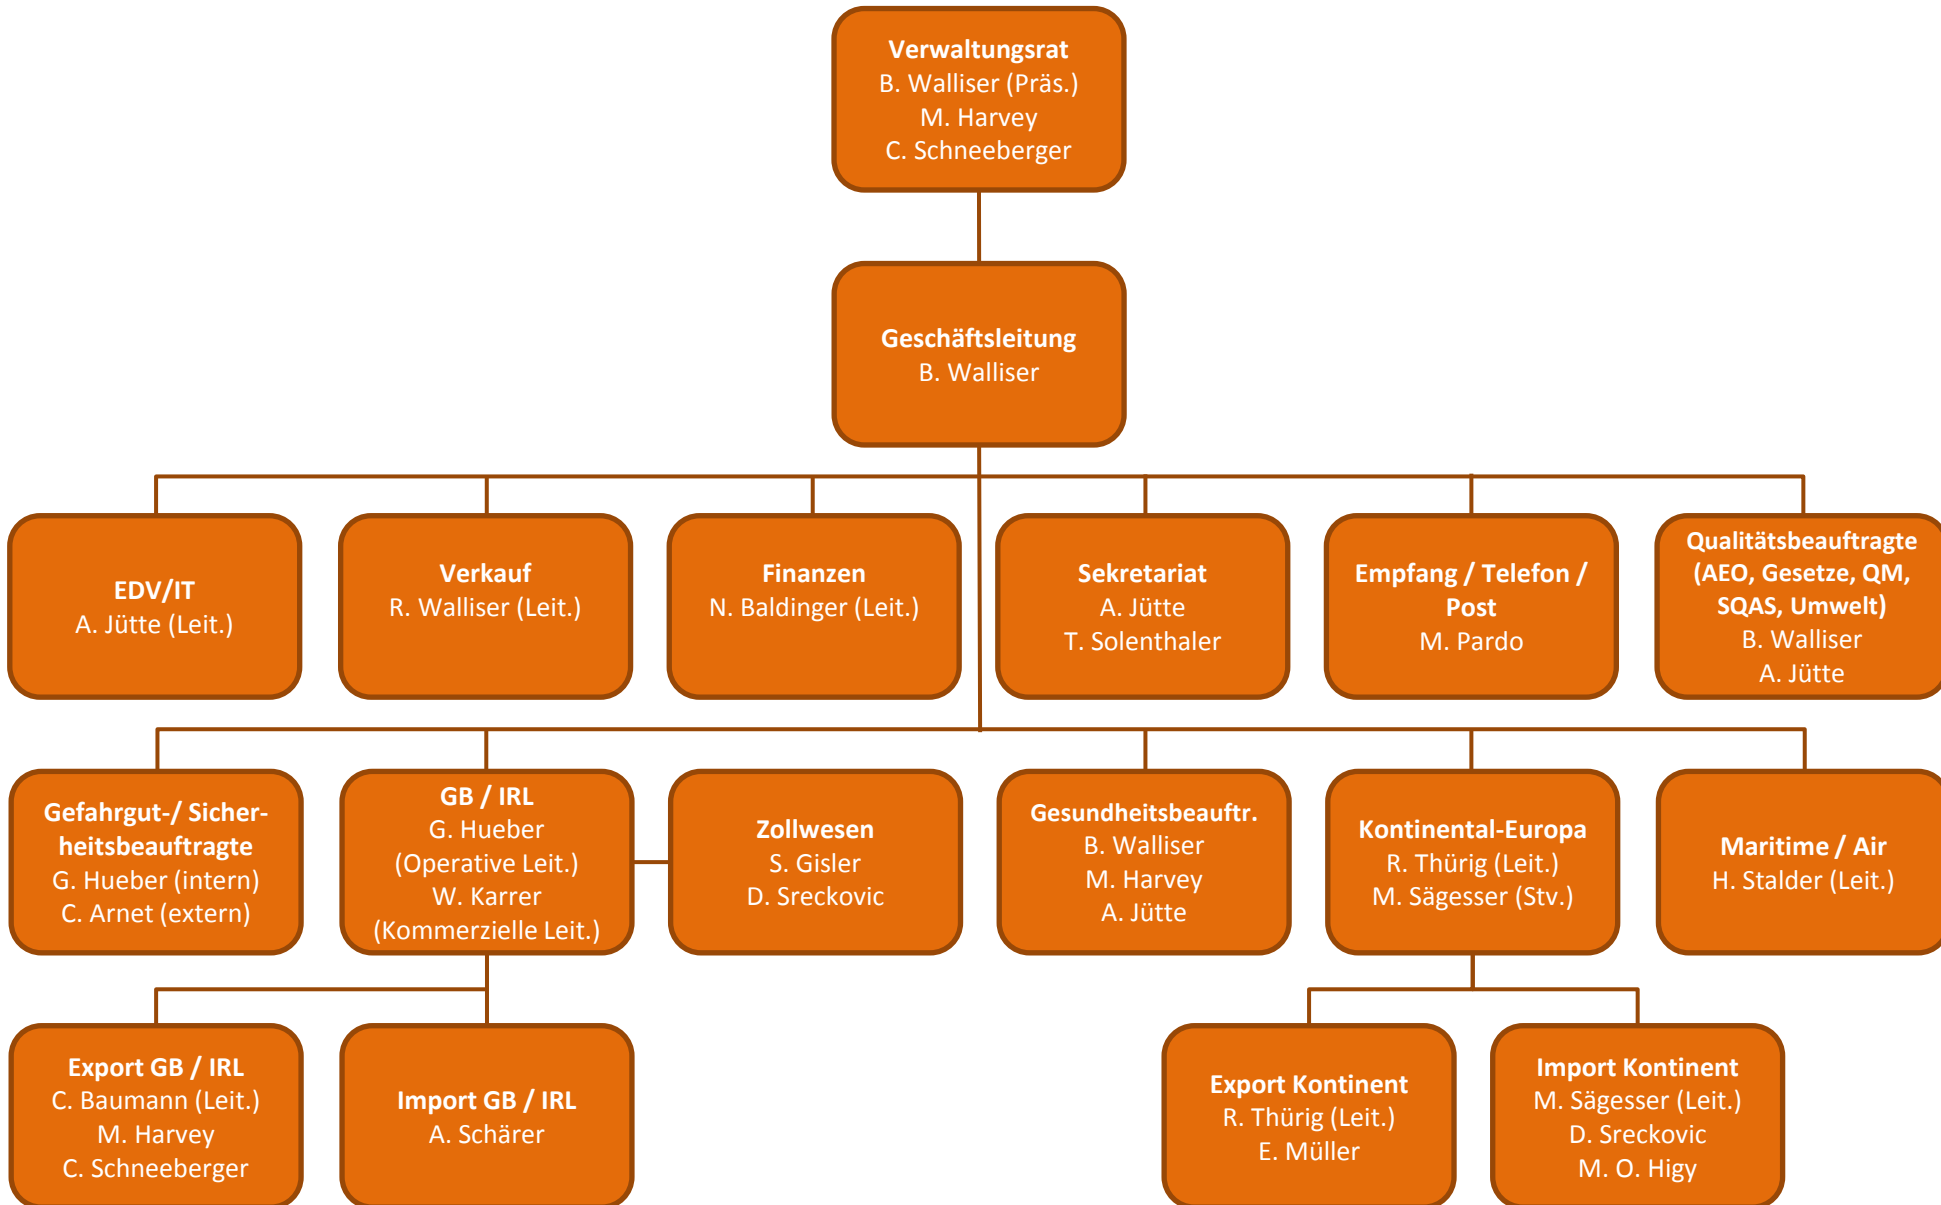 Verwaltungsrat
B. Walliser (Präs.)
M. Harvey
C. Schneeberger
Geschäftsleitung
B. Walliser
EDV/IT
A. Jütte (Leit.)
Verkauf
R. Walliser (Leit.)
Finanzen
N. Baldinger (Leit.)
Sekretariat
A. Jütte
T. Solenthaler
Empfang / Telefon /
Post
M. Pardo
Qualitätsbeauftragte
(AEO, Gesetze, QM,
SQAS, Umwelt)
B. Walliser
A. Jütte
Gefahrgut-/ Sicher-
heitsbeauftragte
G. Hueber (intern)
C. Arnet (extern)
GB / IRL
G. Hueber
(Operative Leit.)
W. Karrer
(Kommerzielle Leit.)
Zollwesen
S. Gisler
D. Sreckovic
Gesundheitsbeauftr.
B. Walliser
M. Harvey
A. Jütte
Kontinental-Europa
R. Thürig (Leit.)
M. Sägesser (Stv.)
Maritime / Air
H. Stalder (Leit.)
Export GB / IRL
C. Baumann (Leit.)
M. Harvey
C. Schneeberger
Import GB / IRL
A. Schärer
Export Kontinent
R. Thürig (Leit.)
E. Müller
Import Kontinent
M. Sägesser (Leit.)
D. Sreckovic
M. O. Higy